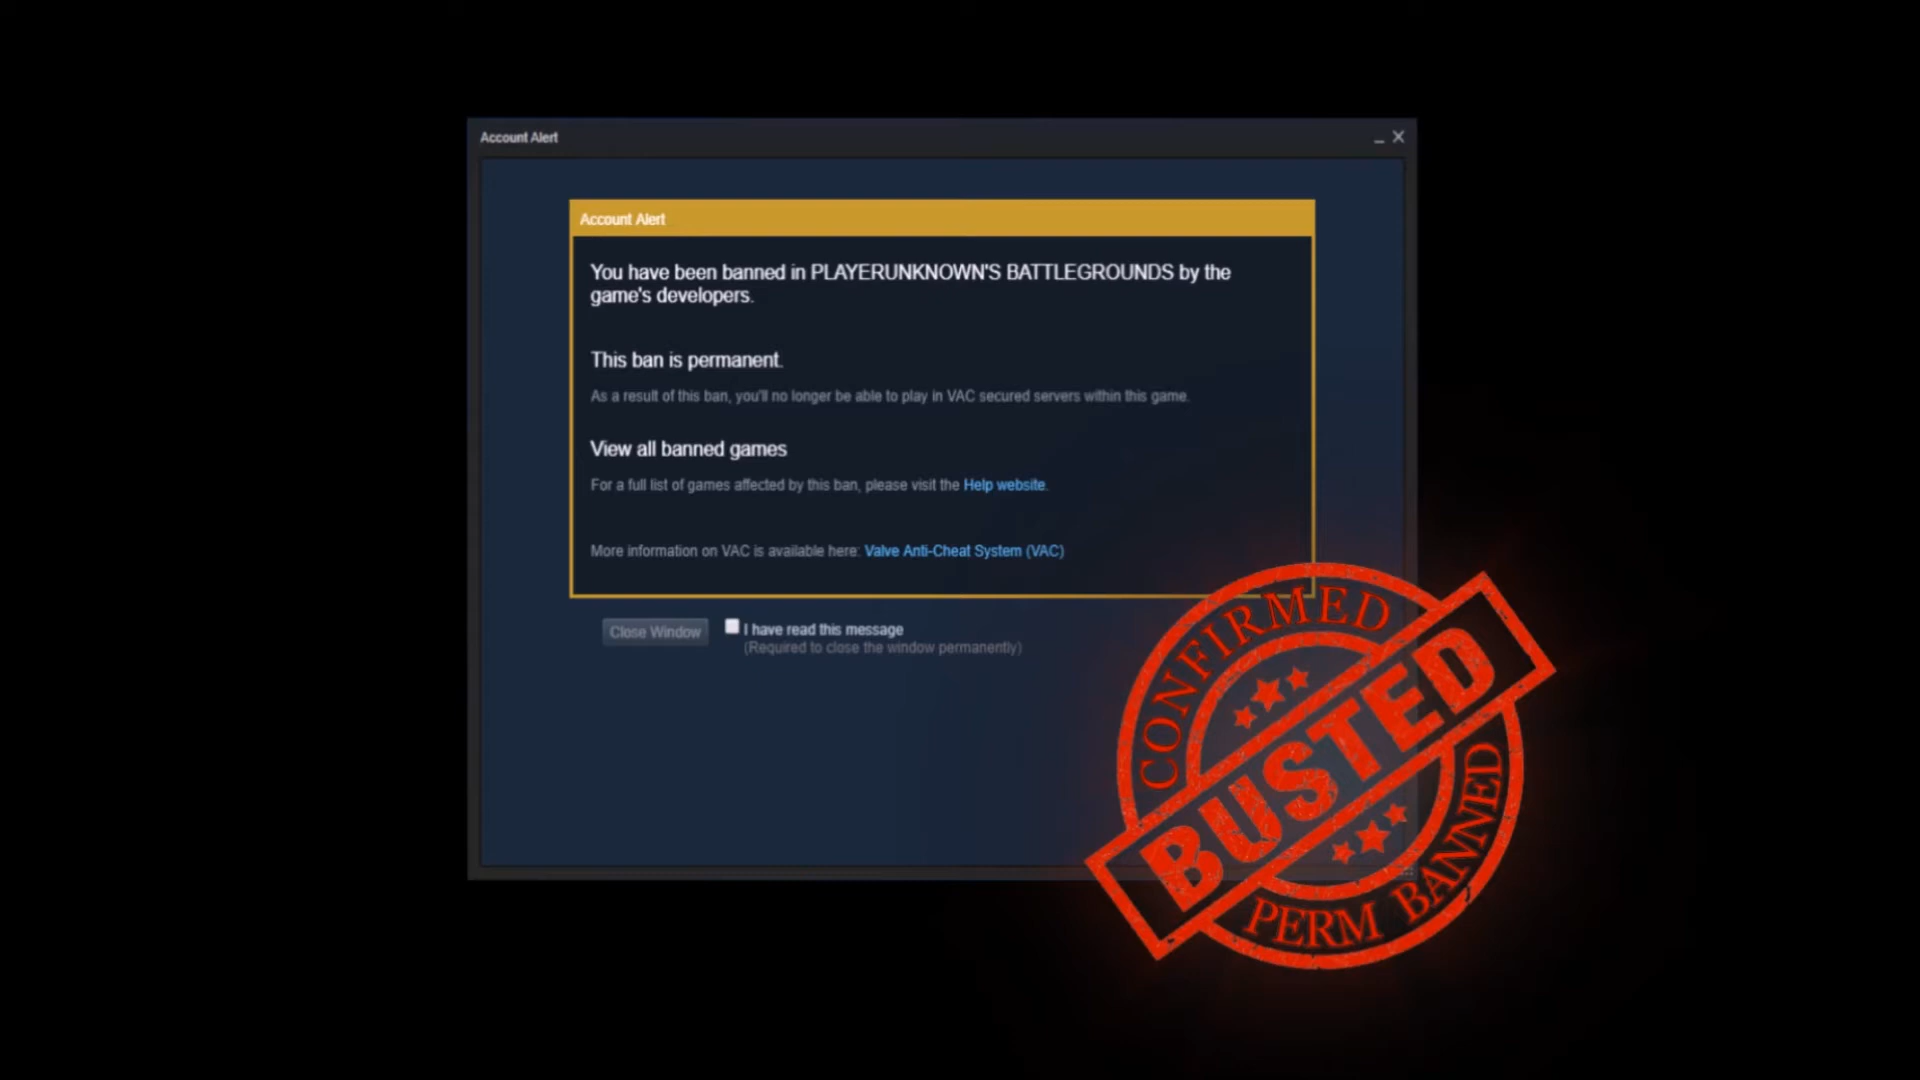 Account Alert
Account Alert
You have been banned in PLAYERUNKNOWN'S BATTLEGROUNDS by the
game's developers.
This ban is permanent.
As a result of this ban, you'll no longer be able to play in VAC secured servers within this game.
View all banned games
For a full list of games affected by this ban, please visit the Help website.
More information on VAC is available here: Valve Anti-Cheat System (VAC)
Close Window
I have read this message
(Required to close the window permanently)
CONFIRMED
BUSTED
PERM BANNED